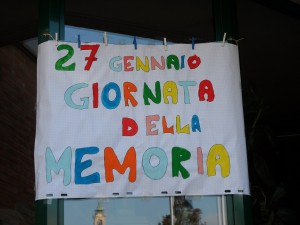 27 GENNAIO
GIORNATA
DELLA
MEMORIA